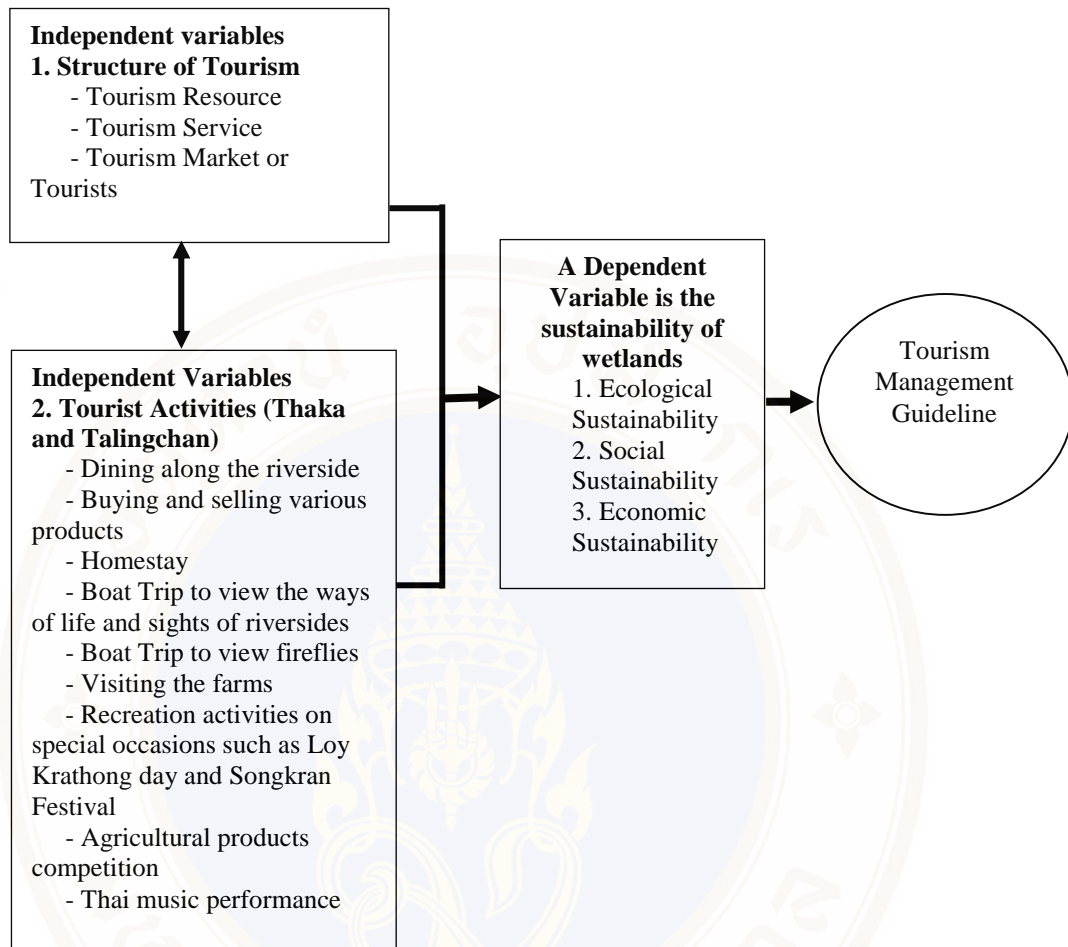 Independent variables
1. Structure of Tourism
- Tourism Resource
- Tourism Service
- Tourism Market or
Tourists
Independent Variables
2. Tourist Activities (Thaka
and Talingchan)
- Dining along the riverside
- Buying and selling various
products
- Homestay
- Boat Trip to view the ways
of life and sights of riversides
- Boat Trip to view fireflies
- Visiting the farms
- Recreation activities on
special occasions such as Loy
Krathong day and Songkran
Festival
- Agricultural products
competition
- Thai music performance
A Dependent
Variable is the
sustainability of
wetlands
1. Ecological
Sustainability
2. Social
Sustainability
3. Economic
Sustainability
Tourism
Management
Guideline